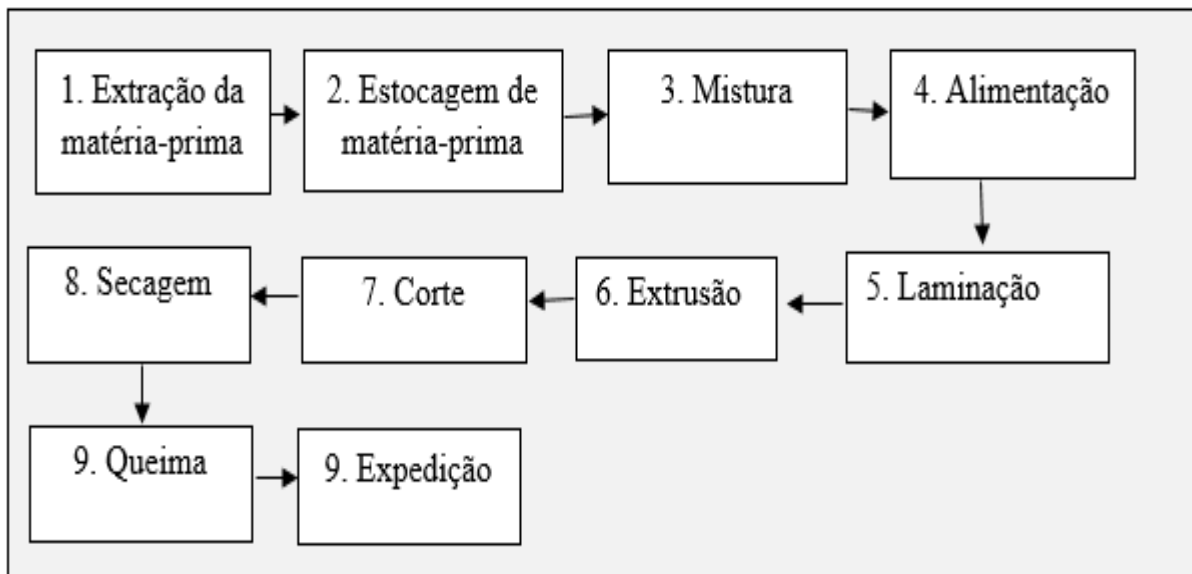 1. Extração da
matéria-prima
2. Estocagem de
matéria-prima
3. Mistura
4. Alimentação
5. Laminação
6. Extrusão
7. Corte
8. Secagem
9. Queima
9. Expedição